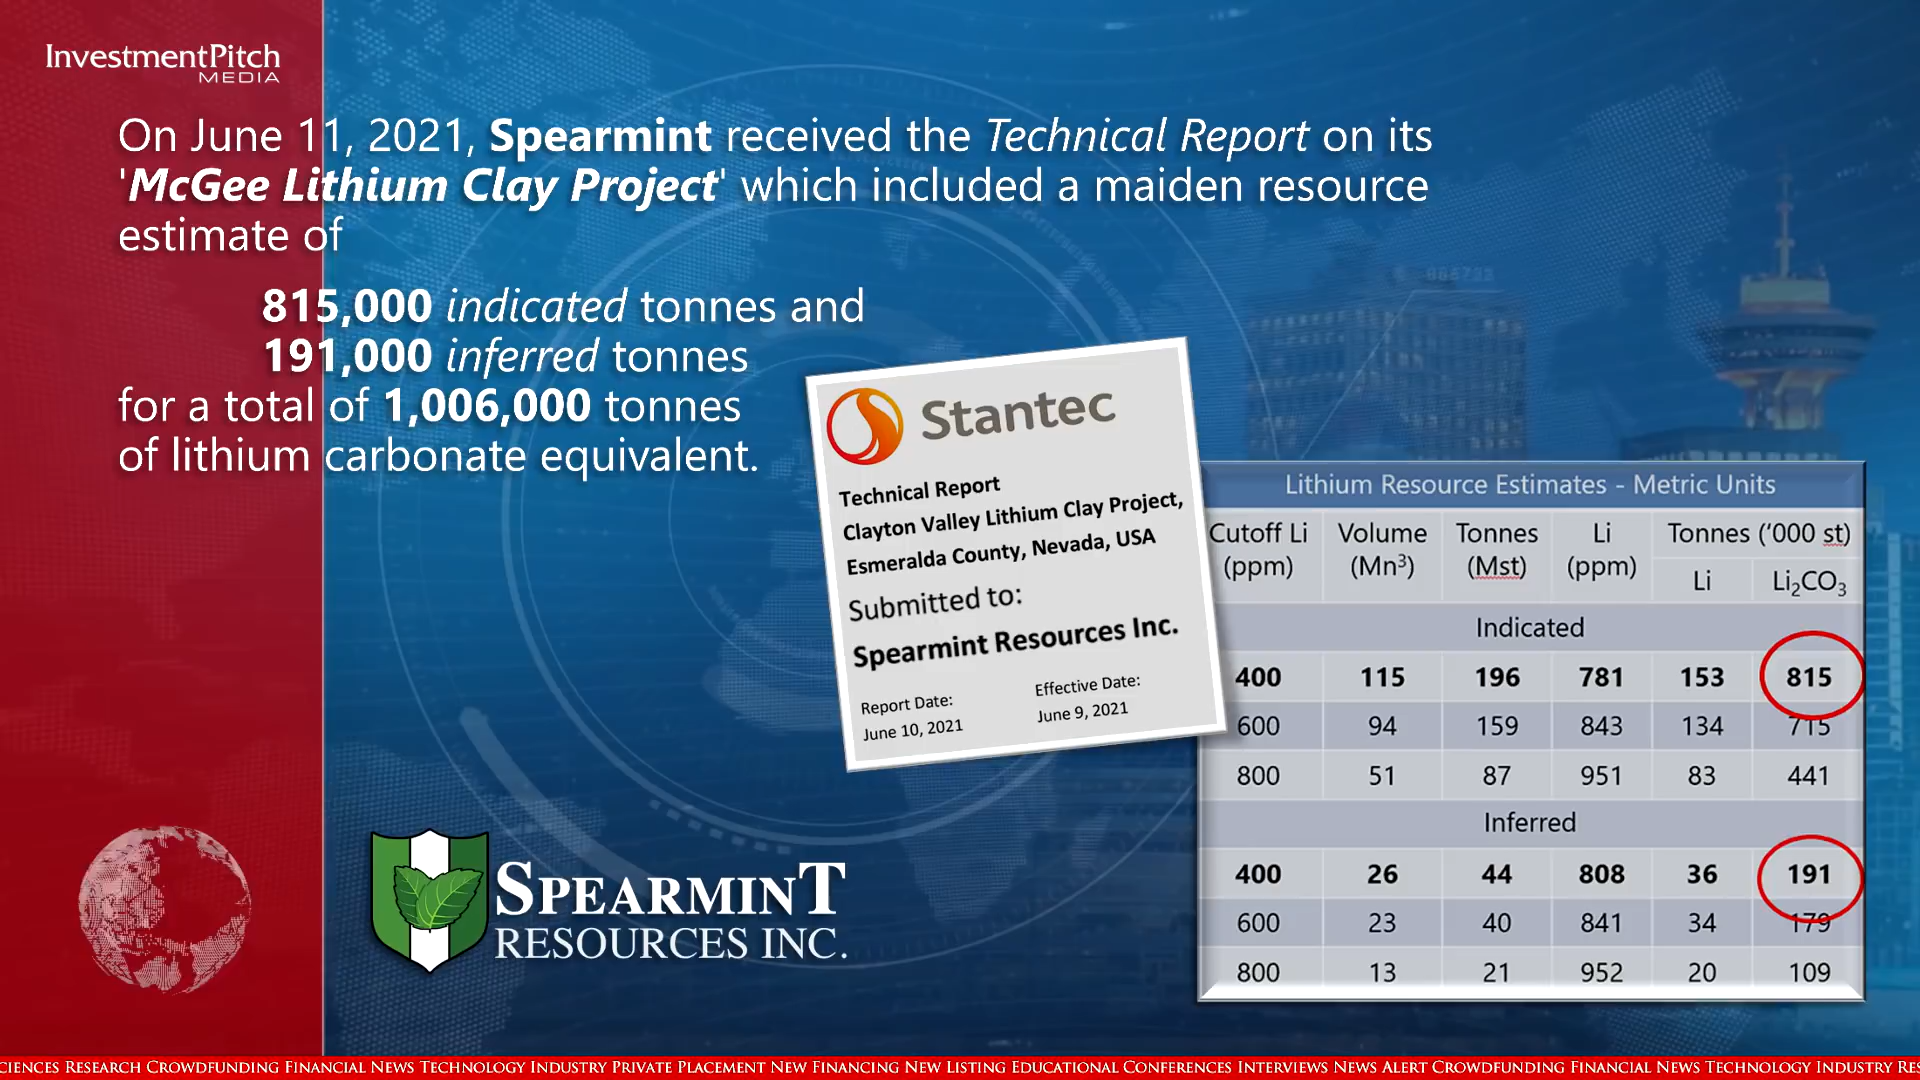 InvestmentPitch
MEDIA
On June 11, 2021, Spearmint received the Technical Report on its
'McGee Lithium Clay Project' which included a maiden resource
estimate of
815,000 indicated tonnes and
191,000 inferred tonnes
for a total of 1,006,000 tonnes
of lithium carbonate equivalent.
Stantec
Technical Report
Clayton Valley Lithium Clay Project,
Esmeralda County, Nevada, USA
Submitted to:
Spearmint Resources Inc.
Report Date:
June 10, 2021
Effective Date:
June 9, 2021
Lithium Resource Estimates - Metric Units
Cutoff Li (ppm) Volume (Mn³) Tonnes (Mst) Li (ppm) Tonnes ('000 st)
Li Li₂CO₃
Indicated
400 115 196 781 153 815
600 94 159 843 134 715
800 51 87 951 83 441
Inferred
400 26 44 808 36 191
600 23 40 841 34 179
800 13 21 952 20 109
SPEARMINT
RESOURCES INC.
CIENCES RESEARCH CROWDFUNDING FINANCIAL NEWS TECHNOLOGY INDUSTRY PRIVATE PLACEMENT NEW FINANCING NEW LISTING EDUCATIONAL CONFERENCES INTERVIEWS NEWS ALERT CROWDFUNDING FINANCIAL NEWS TECHNOLOGY INDUSTRY RES